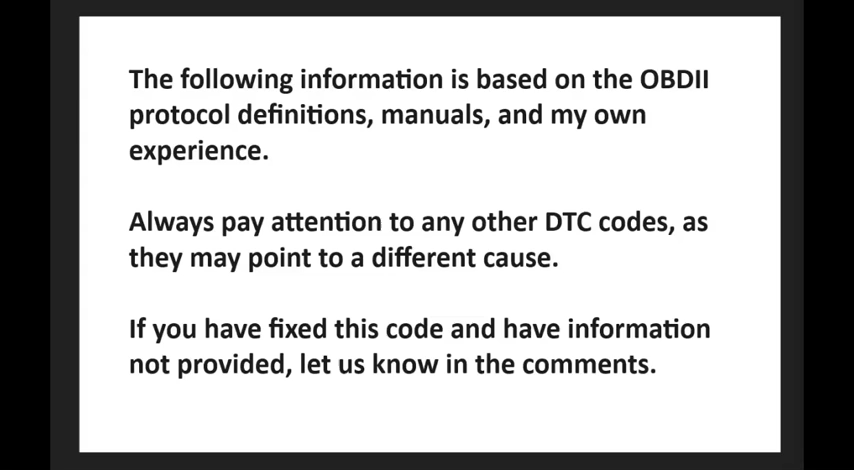 The following information is based on the OBDII
protocol definitions, manuals, and my own
experience.
Always pay attention to any other DTC codes, as
they may point to a different cause.
If you have fixed this code and have information
not provided, let us know in the comments.